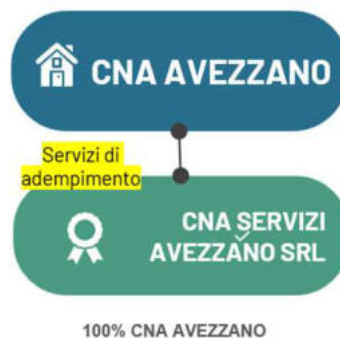 CNA AVEZZANO
Servizi di
adempimento
CNA SERVIZI
AVEZZANO SRL
100% CNA AVEZZANO